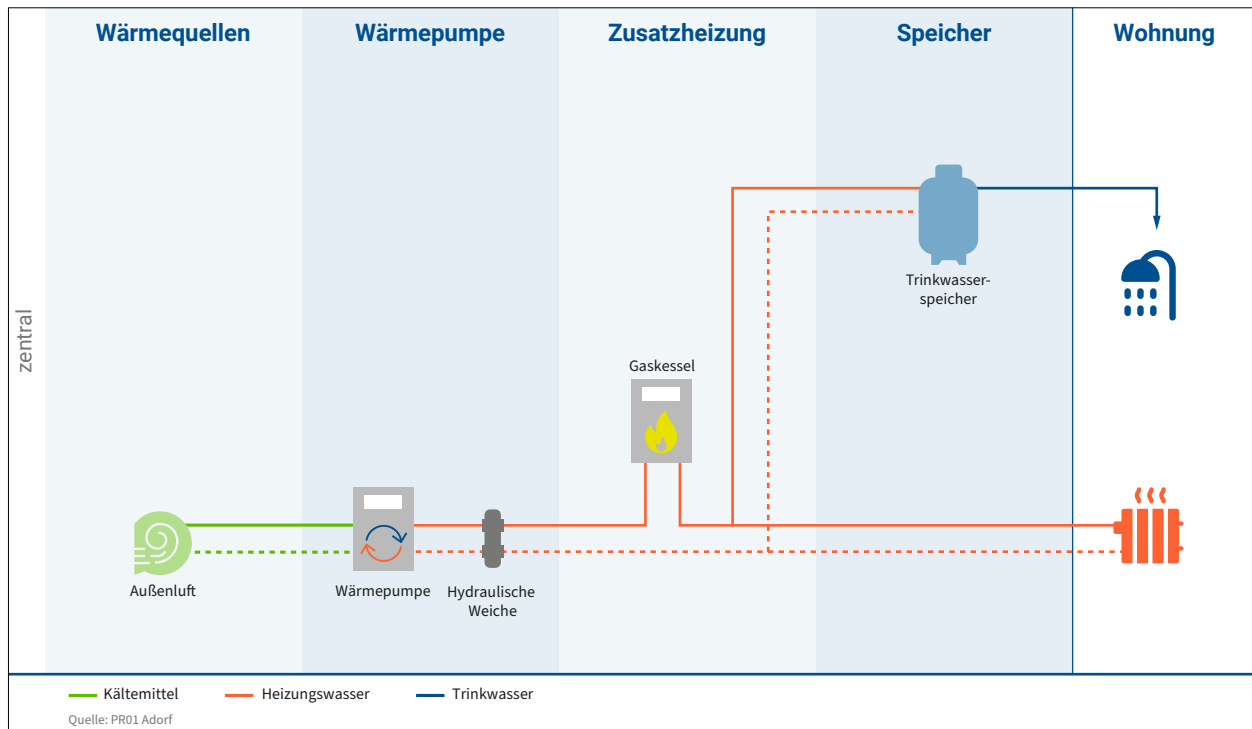 Wärmequellen
Wärmepumpe
Zusatzheizung
Speicher
Wohnung
zentral
Trinkwasser-
speicher
Gaskessel
Außenluft
Wärmepumpe
Hydraulische
Weiche
Kältemittel
Heizungswasser
Trinkwasser
Quelle: PR01 Adorf